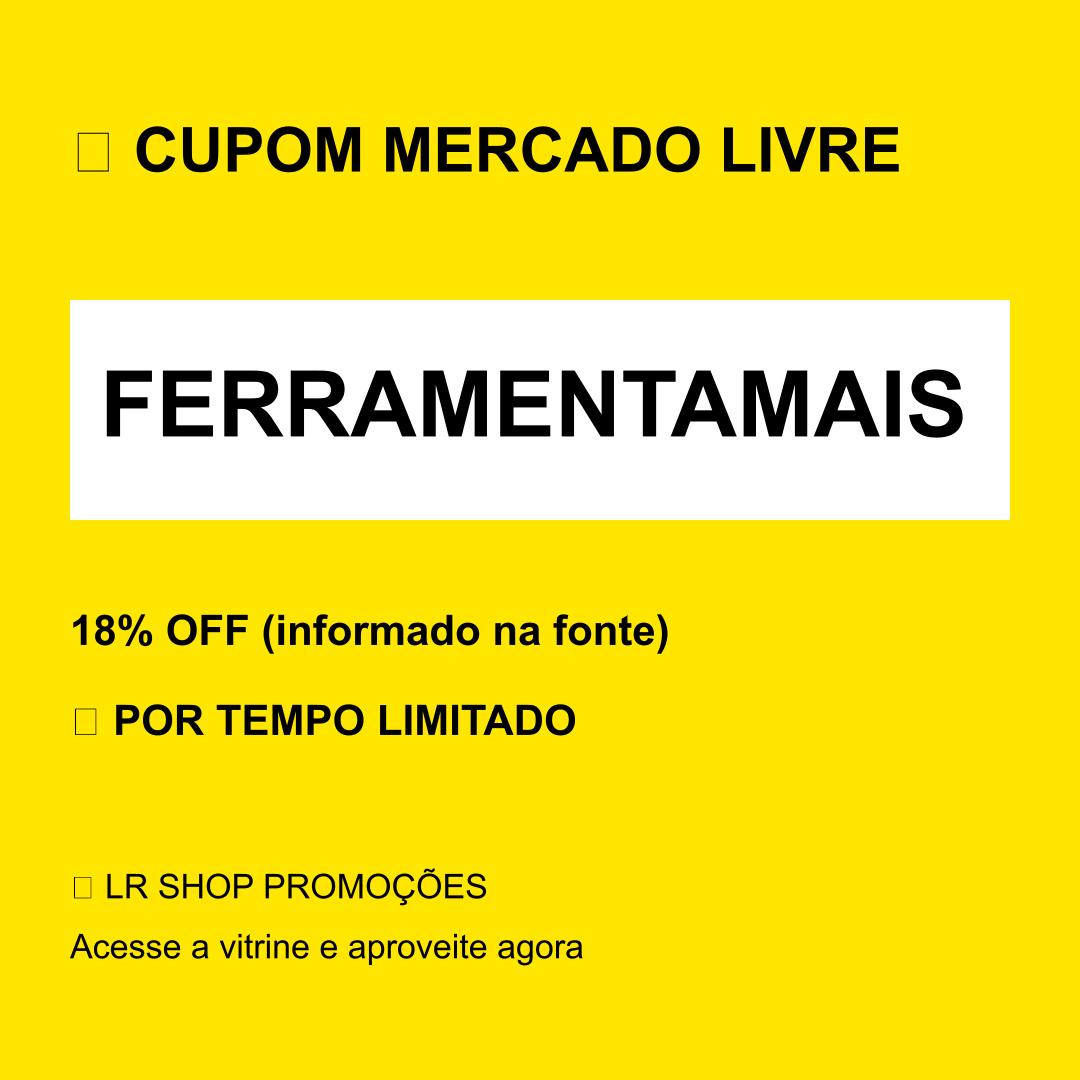 CUPOM MERCADO LIVRE
FERRAMENTAMAIS
18% OFF (informado na fonte)
POR TEMPO LIMITADO
LR SHOP PROMOÇÕES
Acesse a vitrine e aproveite agora